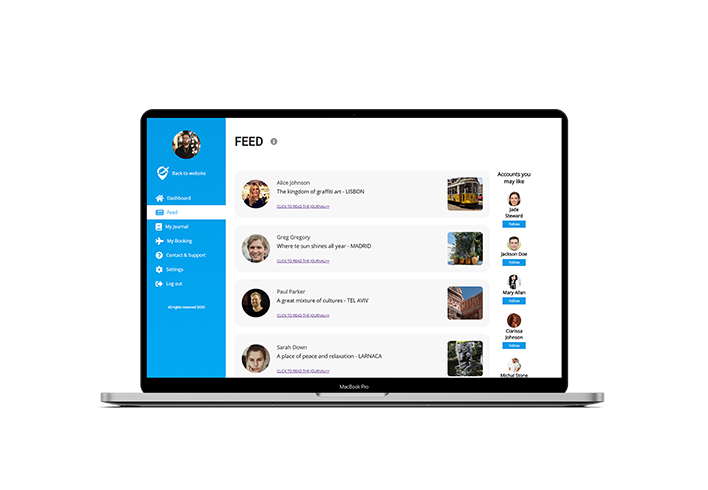 Back to website
Dashboard
Feed
My Journal
My Booking
Contact & Support
Settings
Log out
All rights reserved 2020
FEED
Alice Johnson
The kingdom of graffiti art - LISBON
CLICK TO READ THE JOURNAL>>
Greg Gregory
Where te sun shines all year - MADRID
CLICK TO READ THE JOURNAL>>
Paul Parker
A great mixture of cultures - TEL AVIV
CLICK TO READ THE JOURNAL>>
Sarah Down
A place of peace and relaxation - LARNACA
CLICK TO READ THE JOURNAL>>
Accounts you
may like
Jade
Steward
Follow
Jackson Doe
Follow
Mary Allan
Follow
Clarissa
Johnson
Follow
Michal Stone
MacBook Pro